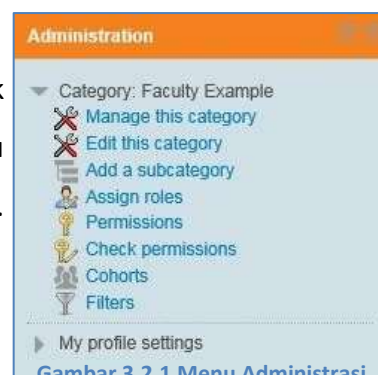 Administration
Category: Faculty Example
Manage this category
Edit this category
Add a subcategory
Assign roles
Permissions
Check permissions
Cohorts
Filters
My profile settings
Gambar 3.2.1 Menu Administrasi